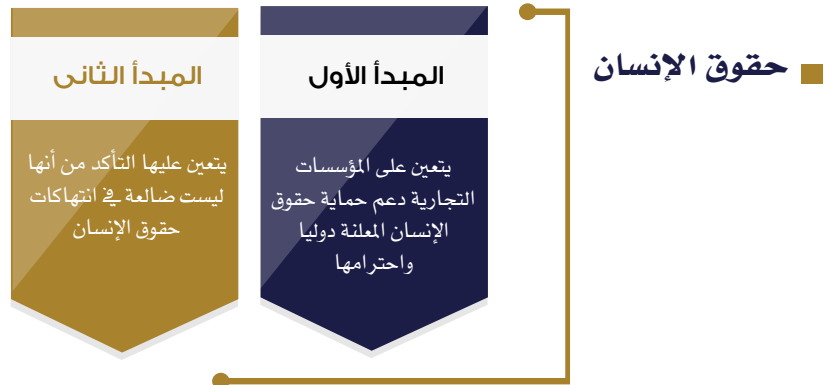 حقوق الإنسان
المبدأ الأول
يتعين على المؤسسات
التجارية دعم حماية حقوق
الإنسان المعلنة دوليا
واحترامها
المبدأ الثانى
يتعين عليها التأكد من أنها
ليست ضالعة في انتهاكات
حقوق الإنسان